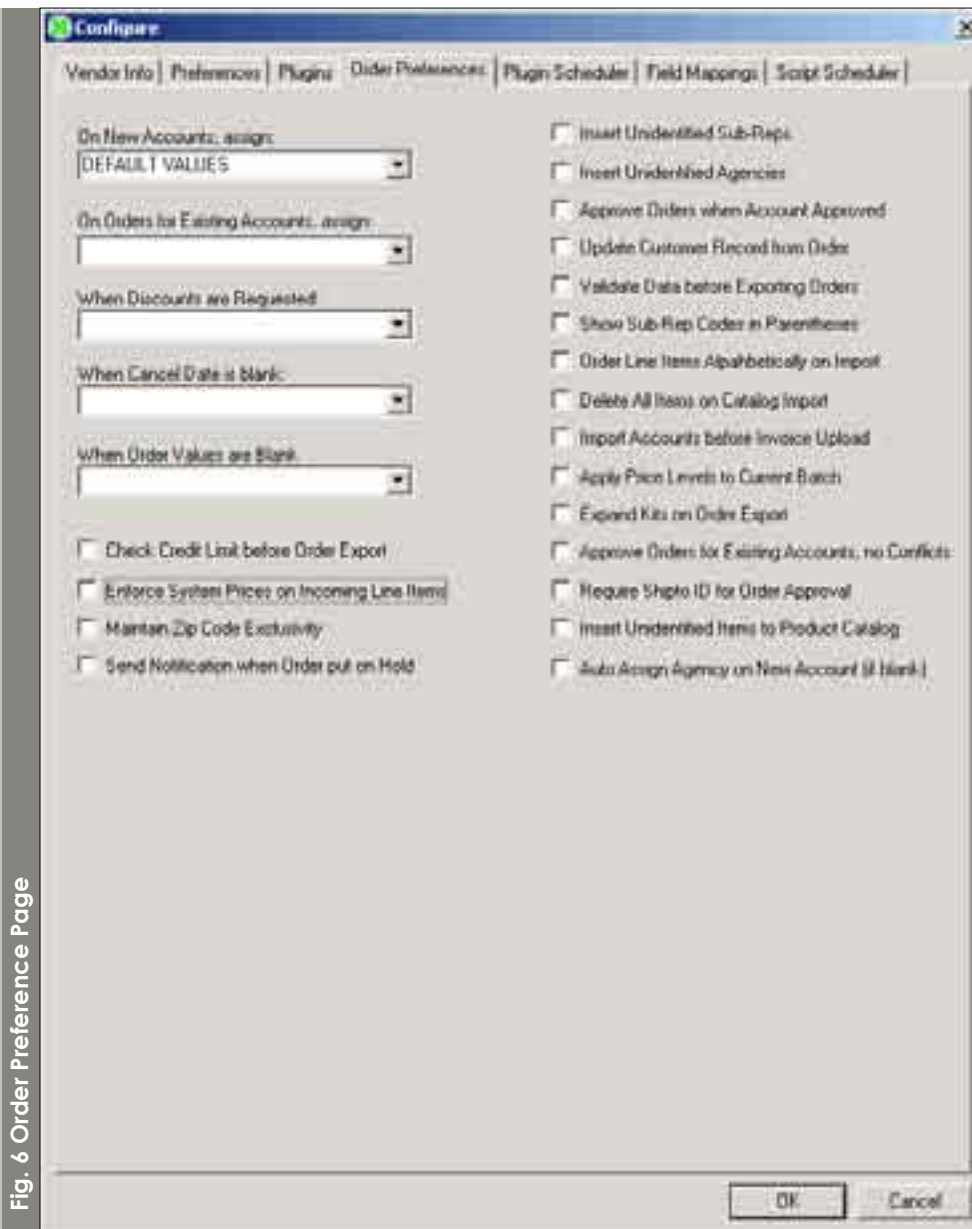 Configure
Vendor Info Preferences Plugins Order Preferences Plugin Scheduler Field Mappings Script Scheduler
On New Accounts, assign:
DEFAULT VALUES
On Orders for Existing Accounts, assign:
When Discounts are Requested
When Cancel Date is blank:
When Order Values are Blank
Check Credit Limit before Order Export
Enforce System Prices on Incoming Line Items
Maintain Zip Code Exclusivity
Send Notification when Order put on Hold
Insert Unidentified Sub-Reps
Insert Unidentified Agencies
Approve Orders when Account Approved
Update Customer Record from Order
Validate Data before Exporting Orders
Show Sub-Rep Codes in Parentheses
Order Line Items Alpahbetically on Import
Delete All Items on Catalog Import
Import Accounts before Invoice Upload
Apply Price Levels to Current Batch
Expand Kits on Order Export
Approve Orders for Existing Accounts, no Conflicts
Require Shipto ID for Order Approval
Insert Unidentified Items to Product Catalog
Auto Assign Agency on New Account (if blank)
OK Cancel
Fig. 6 Order Preference Page